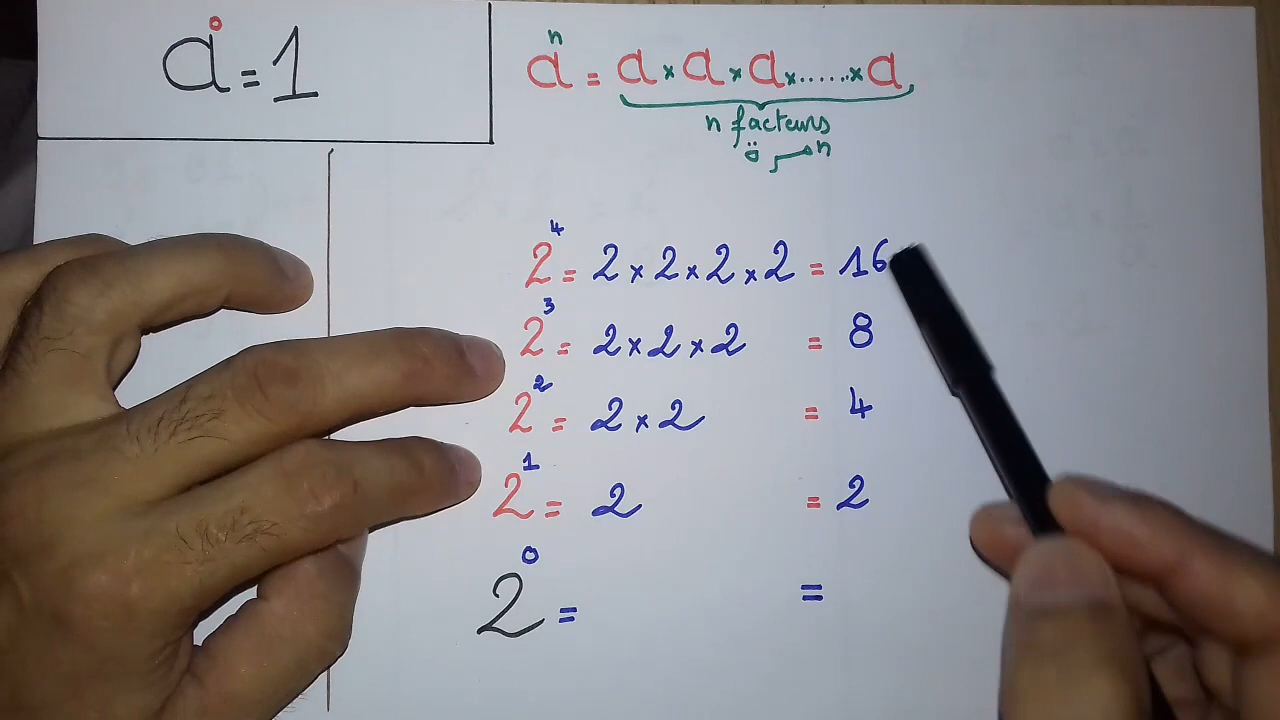 a⁰ = 1
aⁿ = a × a × a × ...... × a
n facteurs
n مرة
2⁴ = 2 × 2 × 2 × 2 = 16
2³ = 2 × 2 × 2 = 8
2² = 2 × 2 = 4
2¹ = 2 = 2
2⁰ = =